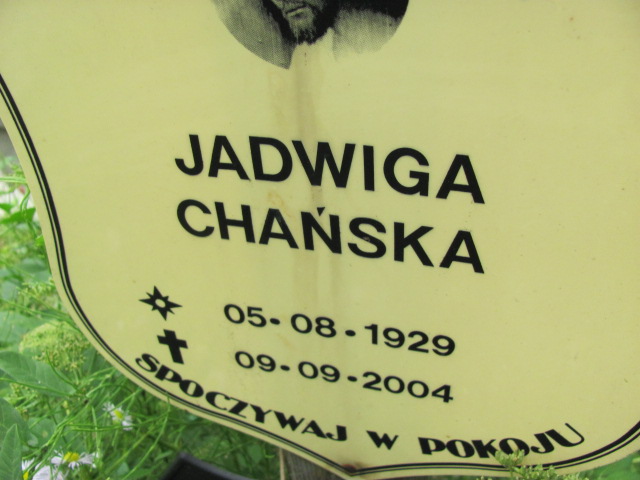 JADWIGA
CHAŃSKA
05•08•1929
09•09•2004
SPOCZYWAJ W POKOJU